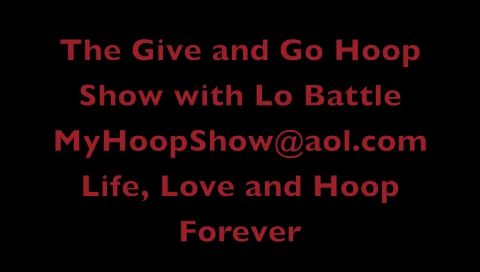 The Give and Go Hoop
Show with Lo Battle
MyHoopShow@aol.com
Life, Love and Hoop
Forever